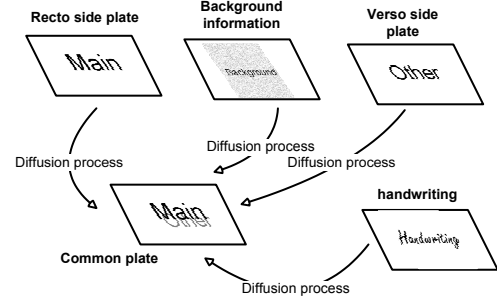 Recto side plate
Background
information
Verso side
plate
Main
Background
Other
Diffusion process
Diffusion process
Diffusion process
Main
Other
handwriting
Handwriting
Common plate
Diffusion process